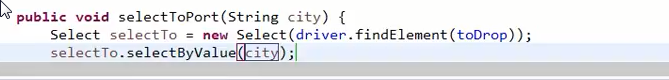 public void selectToPort(String city) {
Select selectTo = new Select(driver.findElement(toDrop));
selectTo.selectByValue(city);